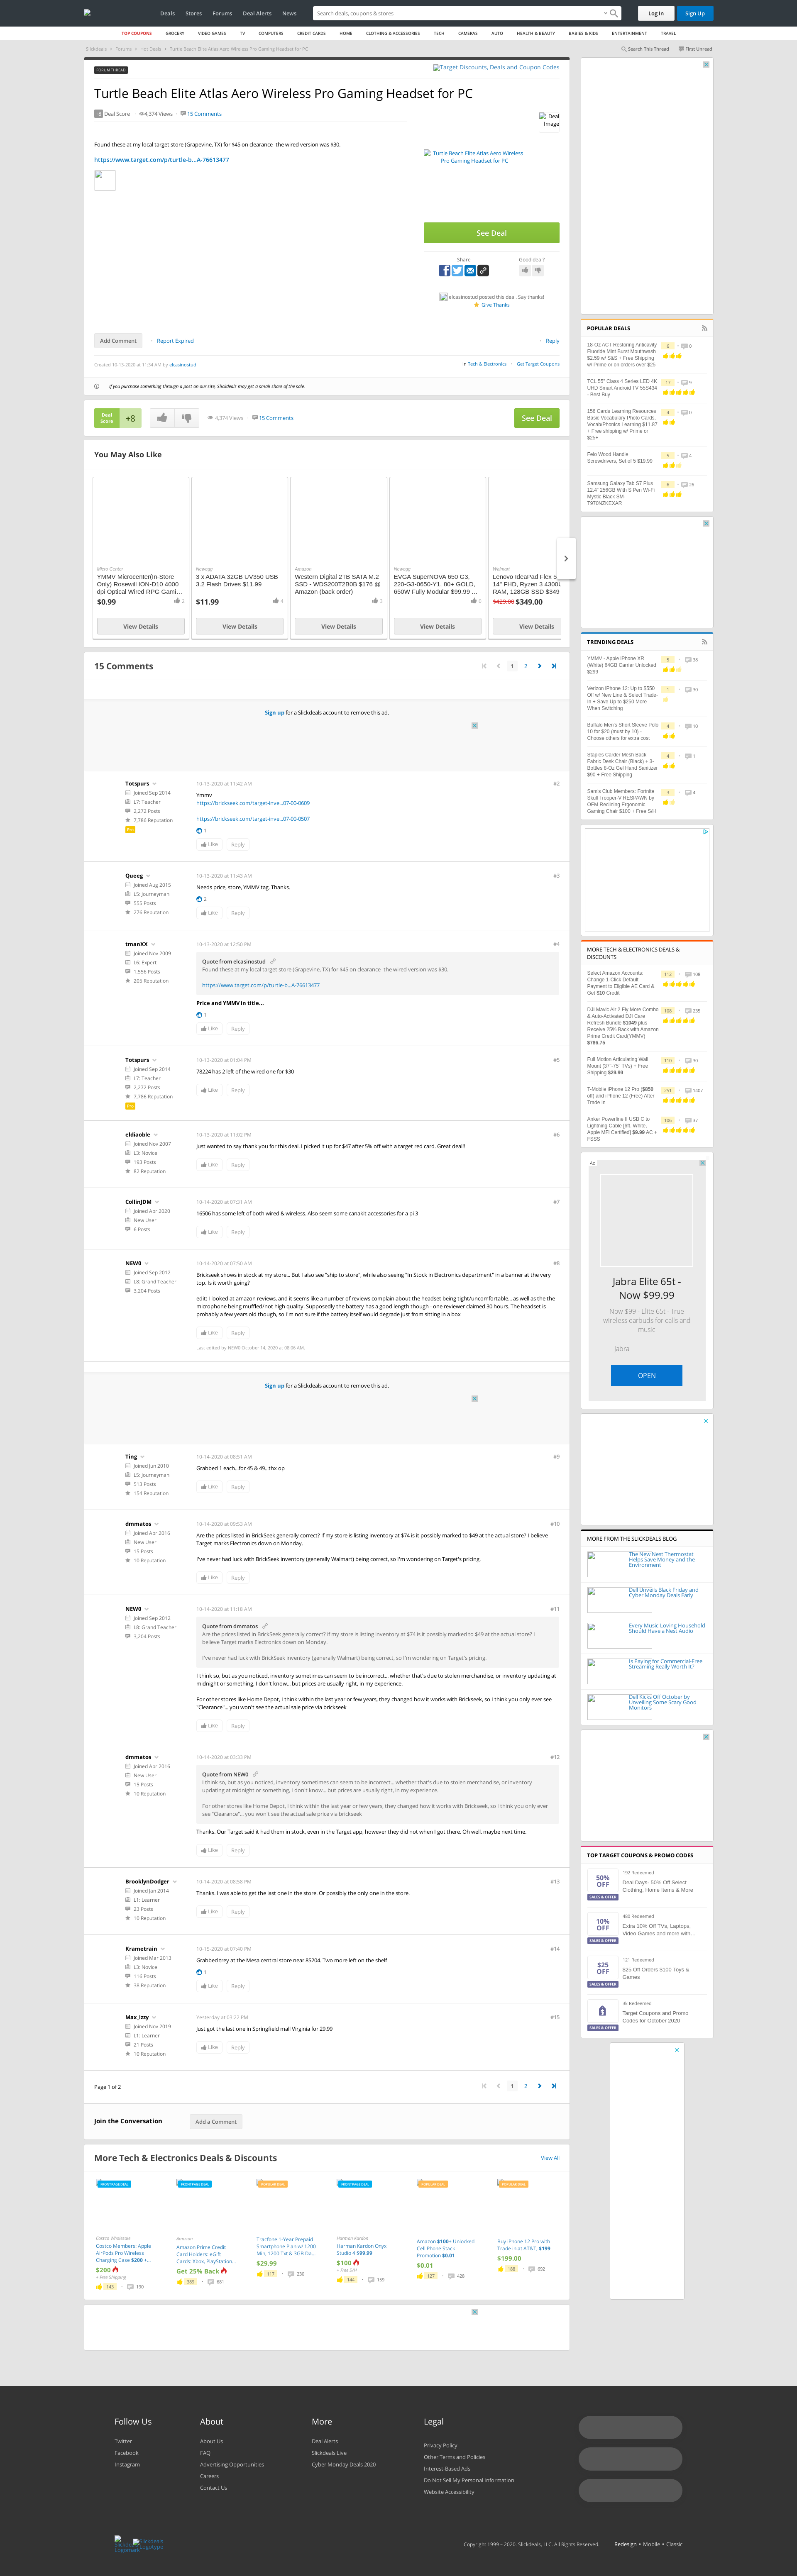 Deals Stores Forums Deal Alerts News
Search deals, coupons & stores
Log In
Sign Up
TOP COUPONS GROCERY VIDEO GAMES TV COMPUTERS CREDIT CARDS HOME CLOTHING & ACCESSORIES TECH CAMERAS AUTO HEALTH & BEAUTY BABIES & KIDS ENTERTAINMENT TRAVEL
Slickdeals Forums Hot Deals Turtle Beach Elite Atlas Aero Wireless Pro Gaming Headset for PC
Search This Thread
First Unread
FORUM THREAD
Target Discounts, Deals and Coupon Codes
Turtle Beach Elite Atlas Aero Wireless Pro Gaming Headset for PC
+8 Deal Score 4,374 Views 15 Comments
Deal Image
Found these at my local target store (Grapevine, TX) for $45 on clearance- the wired version was $30.
https://www.target.com/p/turtle-b...A-76613477
Turtle Beach Elite Atlas Aero Wireless Pro Gaming Headset for PC
See Deal
Share
Good deal?
elcasinostud posted this deal. Say thanks!
Give Thanks
Add Comment
Report Expired
Reply
Created 10-13-2020 at 11:34 AM by elcasinostud
in Tech & Electronics
Get Target Coupons
If you purchase something through a post on our site, Slickdeals may get a small share of the sale.
Deal Score +8
4,374 Views 15 Comments
See Deal
You May Also Like
Micro Center
YMMV Microcenter(In-Store Only) Rosewill ION-D10 4000 dpi Optical Wired RPG Gami...
$0.99 2
View Details
Newegg
3 x ADATA 32GB UV350 USB 3.2 Flash Drives $11.99
$11.99 4
View Details
Amazon
Western Digital 2TB SATA M.2 SSD - WDS200T2B0B $176 @ Amazon (back order)
3
View Details
Newegg
EVGA SuperNOVA 650 G3, 220-G3-0650-Y1, 80+ GOLD, 650W Fully Modular $99.99 ...
0
View Details
Walmart
Lenovo IdeaPad Flex 5
14" FHD, Ryzen 3 4300U
RAM, 128GB SSD $349
$429.00 $349.00
View Details
15 Comments
1 2
Sign up for a Slickdeals account to remove this ad.
Totspurs
Joined Sep 2014
L7: Teacher
2,272 Posts
7,786 Reputation
Pro
10-13-2020 at 11:42 AM
#2
Ymmv
https://brickseek.com/target-inve...07-00-0609
https://brickseek.com/target-inve...07-00-0507
1
Like Reply
Queeg
Joined Aug 2015
L5: Journeyman
555 Posts
276 Reputation
10-13-2020 at 11:43 AM
#3
Needs price, store, YMMV tag. Thanks.
2
Like Reply
tmanXX
Joined Nov 2009
L6: Expert
1,556 Posts
205 Reputation
10-13-2020 at 12:50 PM
#4
Quote from elcasinostud
Found these at my local target store (Grapevine, TX) for $45 on clearance- the wired version was $30.
https://www.target.com/p/turtle-b...A-76613477
Price and YMMV in title...
1
Like Reply
Totspurs
Joined Sep 2014
L7: Teacher
2,272 Posts
7,786 Reputation
Pro
10-13-2020 at 01:04 PM
#5
78224 has 2 left of the wired one for $30
Like Reply
eldiaoble
Joined Nov 2007
L3: Novice
193 Posts
82 Reputation
10-13-2020 at 11:02 PM
#6
Just wanted to say thank you for this deal. I picked it up for $47 after 5% off with a target red card. Great deal!!
Like Reply
CollinJDM
Joined Apr 2020
New User
6 Posts
10-14-2020 at 07:31 AM
#7
16506 has some left of both wired & wireless. Also seem some canakit accessories for a pi 3
Like Reply
NEW0
Joined Sep 2012
L8: Grand Teacher
3,204 Posts
10-14-2020 at 07:50 AM
#8
Brickseek shows in stock at my store... But I also see "ship to store", while also seeing "In Stock in Electronics department" in a banner at the very top. Is it worth going?
edit: I looked at amazon reviews, and it seems like a number of reviews complain about the headset being tight/uncomfortable... as well as the the microphone being muffled/not high quality. Supposedly the battery has a good length though - one reviewer claimed 30 hours. The headset is probably a few years old though, so I'm not sure if the battery itself would degrade just from sitting in a box
Like Reply
Last edited by NEW0 October 14, 2020 at 08:00 AM.
Sign up for a Slickdeals account to remove this ad.
Ting
Joined Jun 2010
L5: Journeyman
513 Posts
154 Reputation
10-14-2020 at 08:51 AM
#9
Grabbed 1 each...for 45 & 49...thx op
Like Reply
dmmatos
Joined Apr 2016
New User
15 Posts
10 Reputation
10-14-2020 at 09:53 AM
#10
Are the prices listed in BrickSeek generally correct? if my store is listing inventory at $74 is it possibly marked to $49 at the actual store? I believe Target marks Electronics down on Monday.
I've never had luck with BrickSeek inventory (generally Walmart) being correct, so I'm wondering on Target's pricing.
Like Reply
NEW0
Joined Sep 2012
L8: Grand Teacher
3,204 Posts
10-14-2020 at 11:18 AM
#11
Quote from dmmatos
Are the prices listed in BrickSeek generally correct? if my store is listing inventory at $74 is it possibly marked to $49 at the actual store? I believe Target marks Electronics down on Monday.
I've never had luck with BrickSeek inventory (generally Walmart) being correct, so I'm wondering on Target's pricing.
I think so, but as you noticed, inventory sometimes can seem to be incorrect... whether that's due to stolen merchandise, or inventory updating at midnight or something, I don't know... but prices are usually right, in my experience.
For other stores like Home Depot, I think within the last year or few years, they changed how it works with Brickseek, so I think you only ever see "Clearance"... you won't see the actual sale price via brickseek
Like Reply
dmmatos
Joined Apr 2016
New User
15 Posts
10 Reputation
10-14-2020 at 03:33 PM
#12
Quote from NEW0
I think so, but as you noticed, inventory sometimes can seem to be incorrect... whether that's due to stolen merchandise, or inventory updating at midnight or something, I don't know... but prices are usually right, in my experience.
For other stores like Home Depot, I think within the last year or few years, they changed how it works with Brickseek, so I think you only ever see "Clearance"... you won't see the actual sale price via brickseek
Thanks. Our Target said it had them in stock, even in the Target app, however they did not when I got there. Oh well. maybe next time.
Like Reply
BrooklynDodger
Joined Jan 2014
L1: Learner
23 Posts
10 Reputation
10-14-2020 at 08:58 PM
#13
Thanks. I was able to get the last one in the store. Or possibly the only one in the store.
Like Reply
Krametrain
Joined Mar 2013
L3: Novice
116 Posts
38 Reputation
10-15-2020 at 07:40 PM
#14
Grabbed trey at the Mesa central store near 85204. Two more left on the shelf
1
Like Reply
Max_izzy
Joined Nov 2019
L1: Learner
21 Posts
10 Reputation
Yesterday at 03:22 PM
#15
Just got the last one in Springfield mall Virginia for 29.99
Like Reply
Page 1 of 2
1 2
Join the Conversation
Add a Comment
More Tech & Electronics Deals & Discounts
View All
FRONTPAGE DEAL
Costco Wholesale
Costco Members: Apple AirPods Pro Wireless Charging Case $200 +...
$200
+ Free Shipping
143 190
FRONTPAGE DEAL
Amazon
Amazon Prime Credit Card Holders: eGift Cards: Xbox, PlayStation...
Get 25% Back
389 681
POPULAR DEAL
Tracfone 1-Year Prepaid Smartphone Plan w/ 1200 Min, 1200 Txt & 3GB Da...
$29.99
117 230
FRONTPAGE DEAL
Harman Kardon
Harman Kardon Onyx Studio 4 $99.99
$100
+ Free S/H
144 159
POPULAR DEAL
Amazon $100+ Unlocked Cell Phone Stack Promotion $0.01
$0.01
127 428
POPULAR DEAL
Buy iPhone 12 Pro with Trade in at AT&T, $199
$199.00
188 692
POPULAR DEALS
18-Oz ACT Restoring Anticavity Fluoride Mint Burst Mouthwash $2.59 w/ S&S + Free Shipping w/ Prime or on orders over $25
6 0
TCL 55" Class 4 Series LED 4K UHD Smart Android TV 55S434 - Best Buy
17 9
156 Cards Learning Resources Basic Vocabulary Photo Cards, Vocab/Phonics Learning $11.87 + Free shipping w/ Prime or $25+
4 0
Felo Wood Handle Screwdrivers, Set of 5 $19.99
5 4
Samsung Galaxy Tab S7 Plus 12.4" 256GB With S Pen Wi-Fi Mystic Black SM-T970NZKEXAR
6 26
TRENDING DEALS
YMMV - Apple iPhone XR (White) 64GB Carrier Unlocked $299
5 38
Verizon iPhone 12: Up to $550 Off w/ New Line & Select Trade-In + Save Up to $250 More When Switching
1 30
Buffalo Men's Short Sleeve Polo 10 for $20 (must by 10) - Choose others for extra cost
4 10
Staples Carder Mesh Back Fabric Desk Chair (Black) + 3-Bottles 8-Oz Gel Hand Sanitizer $90 + Free Shipping
4 1
Sam's Club Members: Fortnite Skull Trooper-V RESPAWN by OFM Reclining Ergonomic Gaming Chair $100 + Free S/H
3 4
MORE TECH & ELECTRONICS DEALS & DISCOUNTS
Select Amazon Accounts: Change 1-Click Default Payment to Eligible AE Card & Get $10 Credit
112 108
DJI Mavic Air 2 Fly More Combo & Auto-Activated DJI Care Refresh Bundle $1049 plus Receive 25% Back with Amazon Prime Credit Card(YMMV) $786.75
108 235
Full Motion Articulating Wall Mount (37"-75" TVs) + Free Shipping $29.99
110 30
T-Mobile iPhone 12 Pro ($850 off) and iPhone 12 (Free) After Trade In
251 1407
Anker Powerline II USB C to Lightning Cable [6ft. White, Apple MFi Certified] $9.99 AC + FSSS
106 31
Ad
Jabra Elite 65t - Now $99.99
Now $99 - Elite 65t - True wireless earbuds for calls and music
Jabra
OPEN
MORE FROM THE SLICKDEALS BLOG
The New Nest Thermostat Helps Save Money and the Environment
Dell Unveils Black Friday and Cyber Monday Deals Early
Every Music-Loving Household Should Have a Nest Audio
Is Paying for Commercial-Free Streaming Really Worth It?
Dell Kicks Off October by Unveiling Some Scary Good Monitors
TOP TARGET COUPONS & PROMO CODES
50% OFF
SALES & OFFER
192 Redeemed
Deal Days- 50% Off Select Clothing, Home Items & More
10% OFF
SALES & OFFER
480 Redeemed
Extra 10% Off TVs, Laptops, Video Games and more with...
$25 OFF
SALES & OFFER
121 Redeemed
$25 Off Orders $100 Toys & Games
SALES & OFFER
3k Redeemed
Target Coupons and Promo Codes for October 2020
Follow Us
Twitter
Facebook
Instagram
About
About Us
FAQ
Advertising Opportunities
Careers
Contact Us
More
Deal Alerts
Slickdeals Live
Cyber Monday Deals 2020
Legal
Privacy Policy
Other Terms and Policies
Interest-Based Ads
Do Not Sell My Personal Information
Website Accessibility
Slickdeals Logomark
Slickdeals Logotype
Copyright 1999 - 2020. Slickdeals, LLC. All Rights Reserved.
Redesign • Mobile • Classic